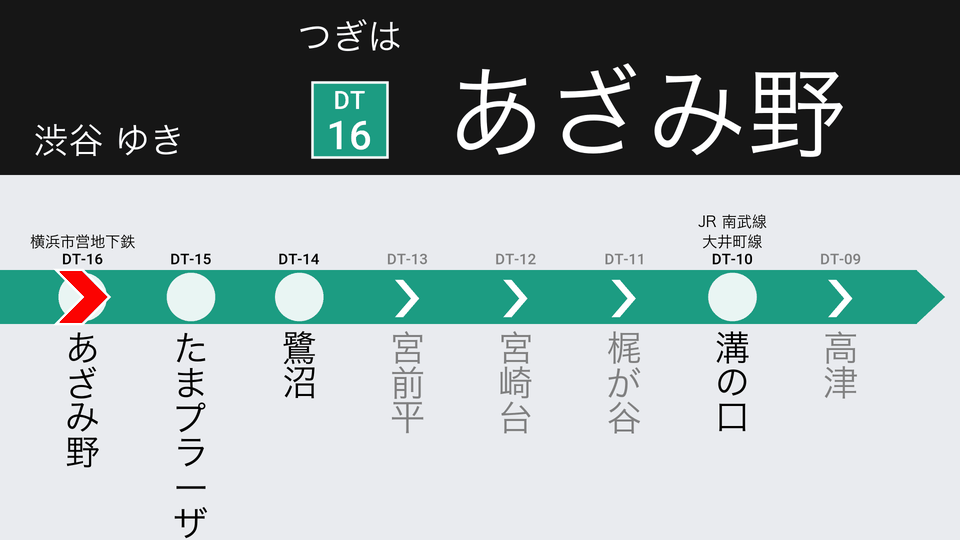 つぎは
DT
16
あざみ野
渋谷 ゆき
JR 南武線
横浜市営地下鉄
大井町線
DT-16
DT-15
DT-14
DT-13
DT-12
DT-11
DT-10
DT-09
あざみ野
たまプラーザ
鷺沼
宮前平
宮崎台
梶が谷
溝の口
高津